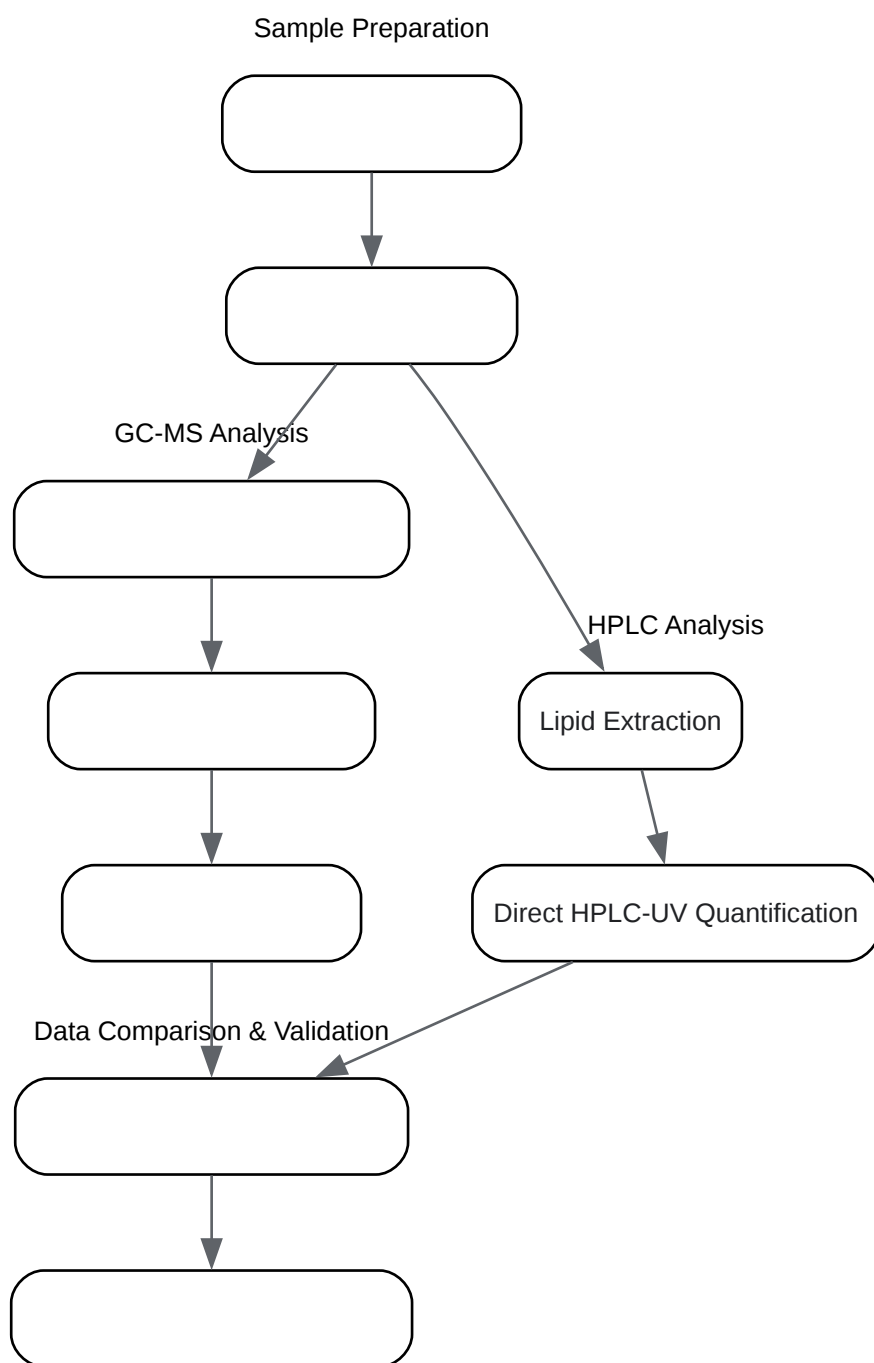 Sample Preparation
GC-MS Analysis
HPLC Analysis
Lipid Extraction
Direct HPLC-UV Quantification
Data Comparison & Validation